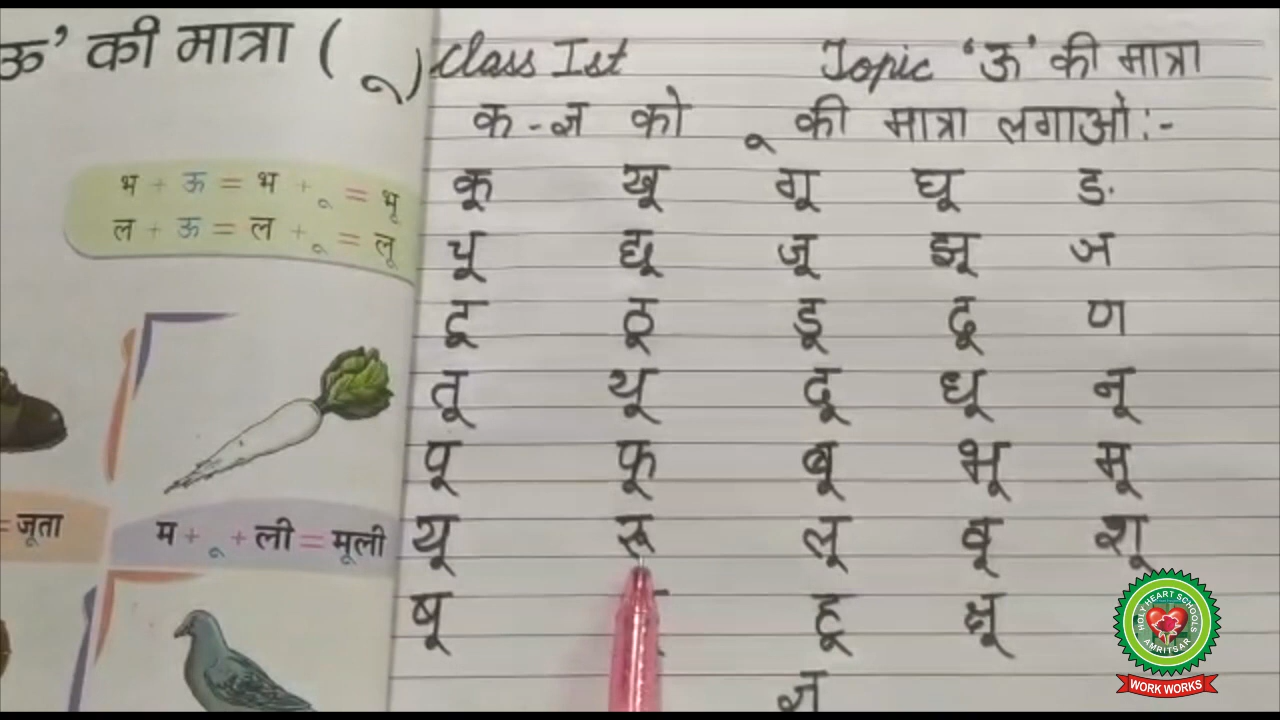 ऊ’ की मात्रा ( ू )
भ + ऊ = भ + ू = भू
ल + ऊ = ल + ू = लू
= जूता
म + ू + ली = मूली
Class Ist Topic ‘ऊ’ की मात्रा
क - ज्ञ को ू की मात्रा लगाओ:-
कू खू गू घू ङ
चू छू जू झू ञ
टू ठू डू ढू ण
तू थू दू धू नू
पू फू बू भू मू
यू रू लू वू शू
षू हू क्षू
ज्ञ
HOLY HEART SCHOOLS
AMRITSAR
WORK WORKS